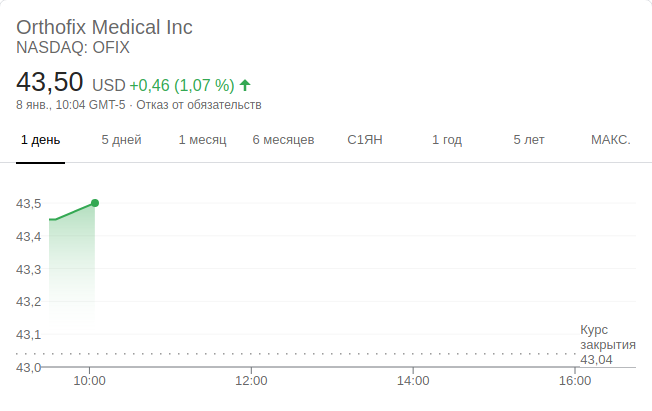 Orthofix Medical Inc
NASDAQ: OFIX
43,50 USD +0,46 (1,07 %)
8 янв., 10:04 GMT-5 · Отказ от обязательств
1 день 5 дней 1 месяц 6 месяцев С1ЯН 1 год 5 лет МАКС.
43,5
43,4
43,3
43,2
43,1
43,0
Курс
закрытия
43,04
10:00 12:00 14:00 16:00